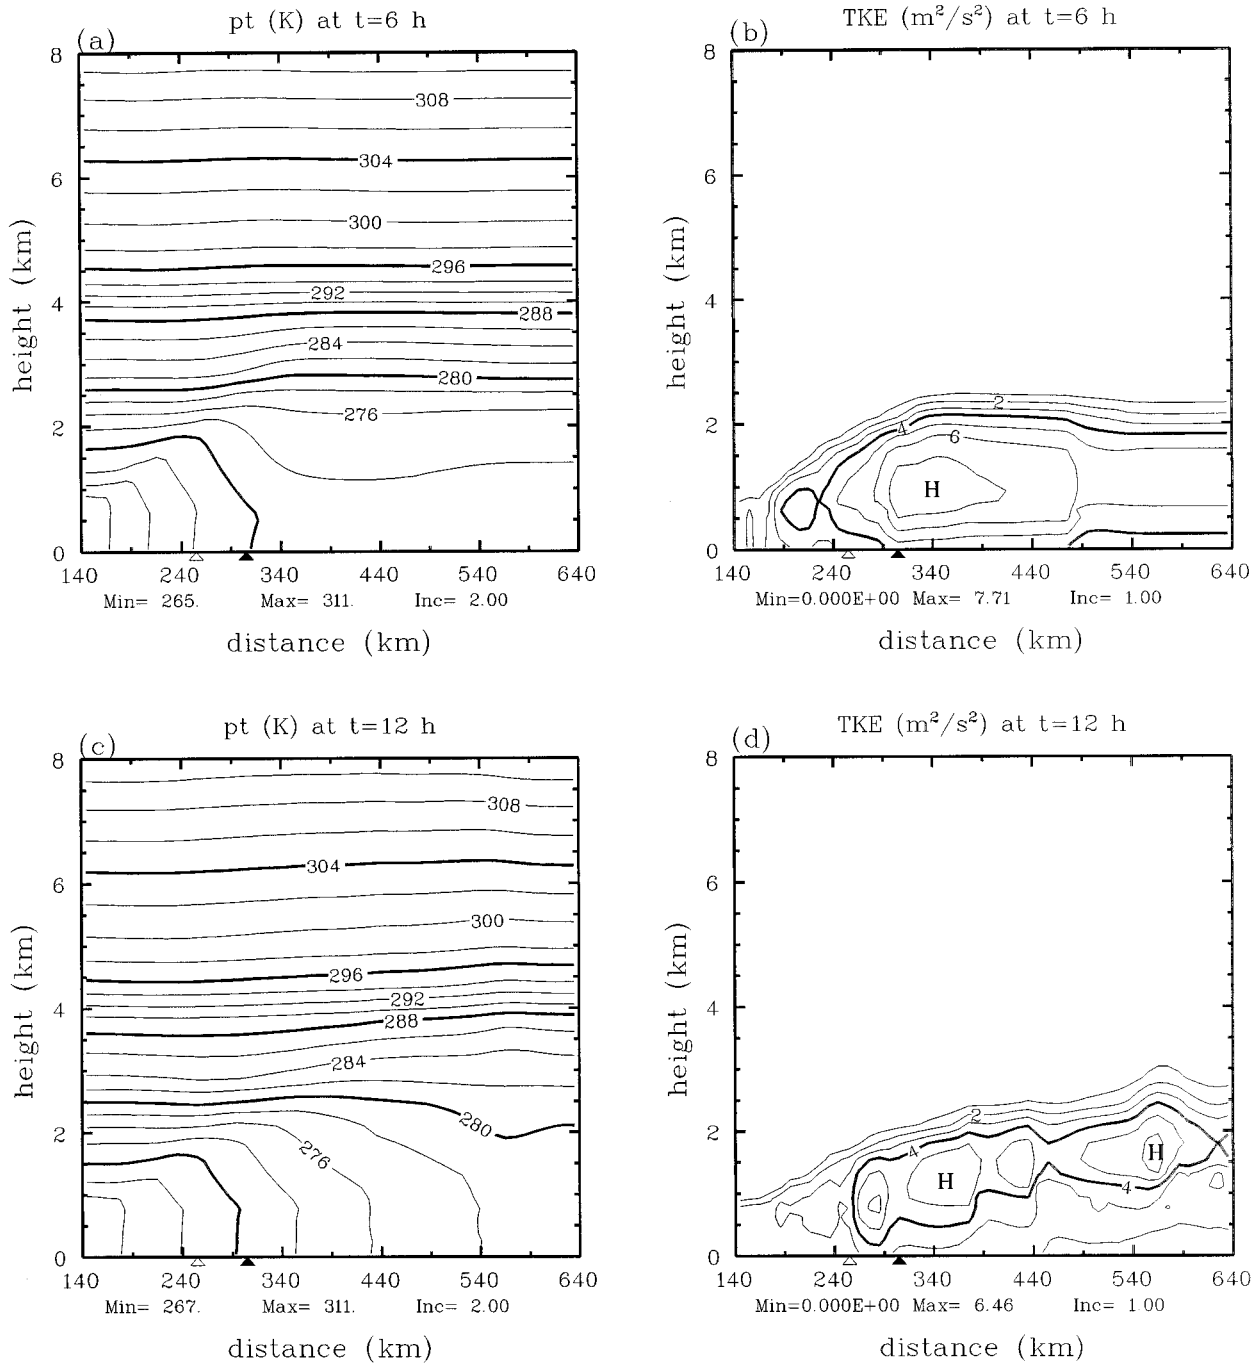 (a)
pt (K) at t=6 h
8
6
4
2
0
height (km)
308
304
300
296
292
288
284
280
276
140 240 340 440 540 640
Min= 265. Max= 311. Inc= 2.00
distance (km)
(b)
TKE (m²/s²) at t=6 h
8
6
4
2
0
height (km)
2
4
6
H
140 240 340 440 540 640
Min=0.000E+00 Max= 7.71 Inc= 1.00
distance (km)
(c)
pt (K) at t=12 h
8
6
4
2
0
height (km)
308
304
300
296
292
288
284
280
276
140 240 340 440 540 640
Min= 267. Max= 311. Inc= 2.00
distance (km)
(d)
TKE (m²/s²) at t=12 h
8
6
4
2
0
height (km)
2
4
H
H
4
140 240 340 440 540 640
Min=0.000E+00 Max= 6.46 Inc= 1.00
distance (km)